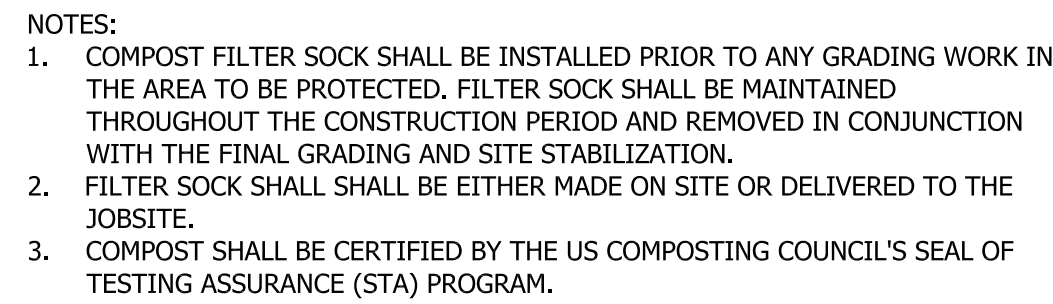 NOTES:
1. COMPOST FILTER SOCK SHALL BE INSTALLED PRIOR TO ANY GRADING WORK IN
THE AREA TO BE PROTECTED. FILTER SOCK SHALL BE MAINTAINED
THROUGHOUT THE CONSTRUCTION PERIOD AND REMOVED IN CONJUNCTION
WITH THE FINAL GRADING AND SITE STABILIZATION.
2. FILTER SOCK SHALL SHALL BE EITHER MADE ON SITE OR DELIVERED TO THE
JOBSITE.
3. COMPOST SHALL BE CERTIFIED BY THE US COMPOSTING COUNCIL'S SEAL OF
TESTING ASSURANCE (STA) PROGRAM.